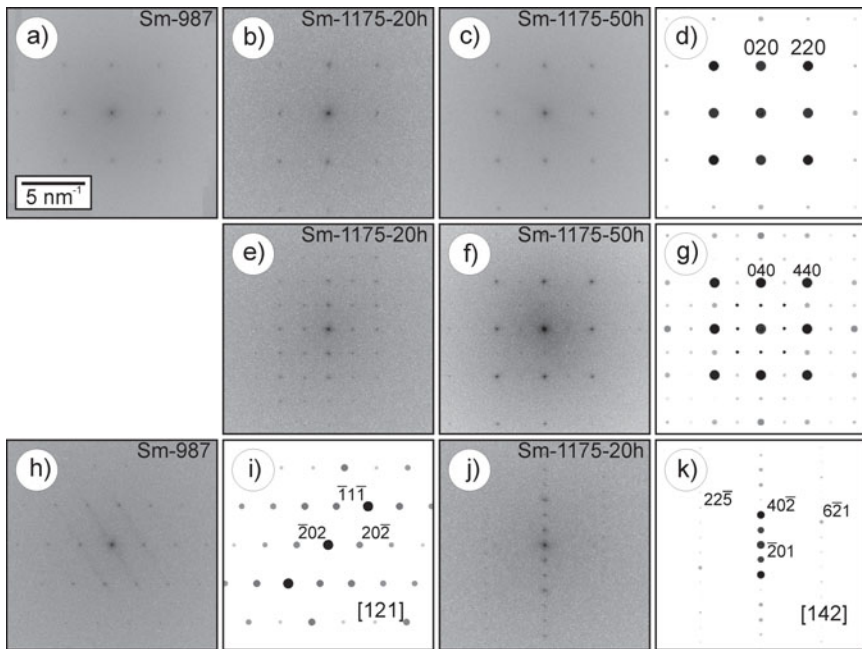 a) Sm-987
b) Sm-1175-20h
c) Sm-1175-50h
d)
020 220
5 nm⁻¹
e) Sm-1175-20h
f) Sm-1175-50h
g)
040 440
h) Sm-987
i)
1̄11̄
2̄02 202̄
[121]
j) Sm-1175-20h
k)
225̄ 402̄ 62̄1
2̄01
[142]